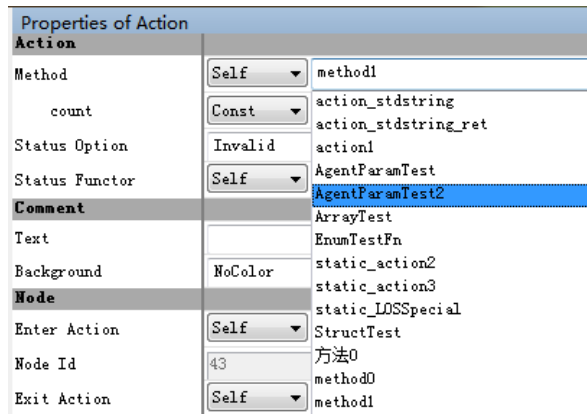 Properties of Action
Action
Method Self method1
count Const
action_stdstring
action_stdstring_ret
Status Option Invalid action1
Status Functor Self AgentParamTest
AgentParamTest2
Comment
ArrayTest
Text EnumTestFn
Background NoColor static_action2
static_action3
Node
static_LOSSpecial
Enter Action Self StructTest
Node Id 43 方法0
method0
Exit Action Self method1